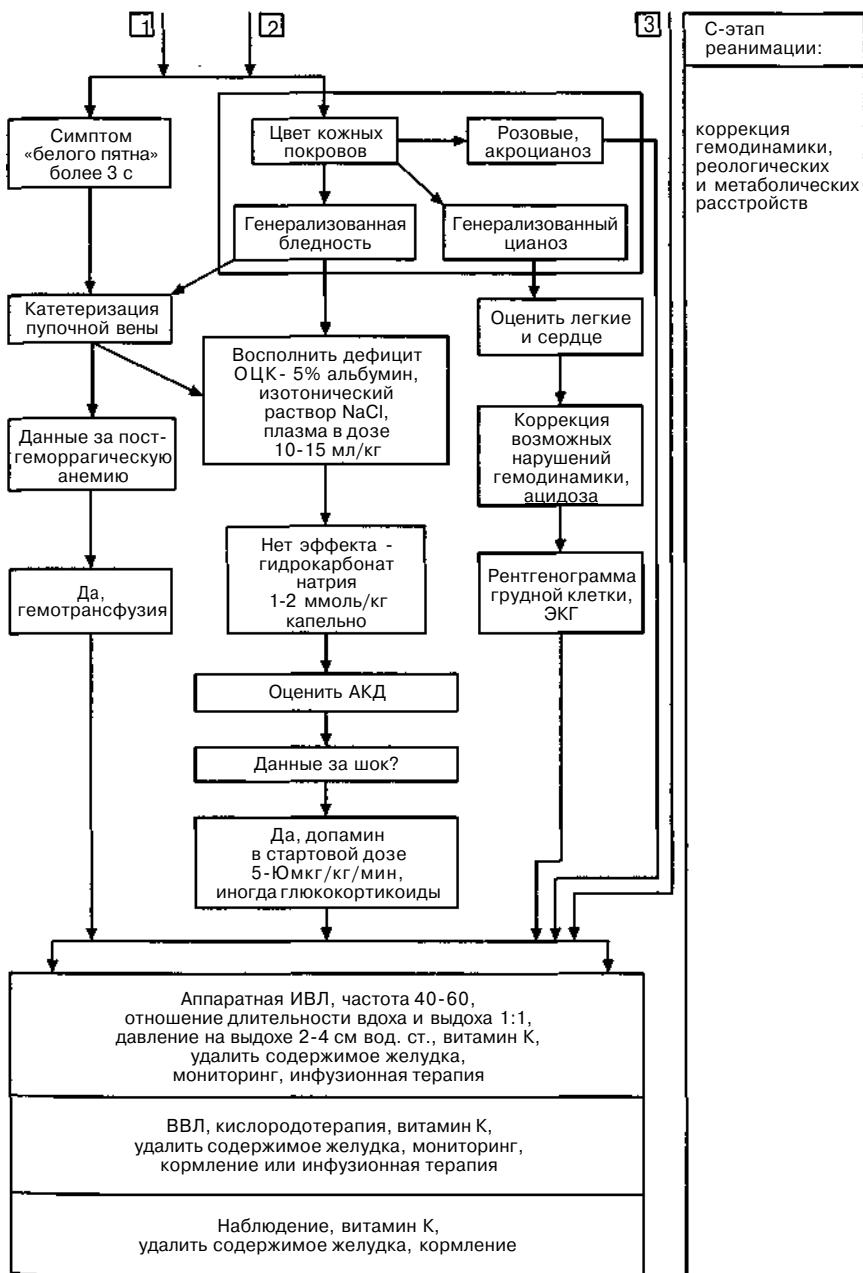 1
2
3
С-этап
реанимации:
коррекция
гемодинамики,
реологических
и метаболических
расстройств
Симптом
«белого пятна»
более 3 с
Цвет кожных
покровов
Розовые,
акроцианоз
Генерализованная
бледность
Генерализованный
цианоз
Катетеризация
пупочной вены
Восполнить дефицит
ОЦК- 5% альбумин,
изотонический
раствор NaCl,
плазма в дозе
10-15 мл/кг
Оценить легкие
и сердце
Данные за пост-
геморрагическую
анемию
Коррекция
возможных
нарушений
гемодинамики,
ацидоза
Да,
гемотрансфузия
Нет эффекта -
гидрокарбонат
натрия
1-2 ммоль/кг
капельно
Рентгенограмма
грудной клетки,
ЭКГ
Оценить АКД
Данные за шок?
Да, допамин
в стартовой дозе
5-Юмкг/кг/мин,
иногда глюкокортикоиды
Аппаратная ИВЛ, частота 40-60,
отношение длительности вдоха и выдоха 1:1,
давление на выдохе 2-4 см вод. ст., витамин К,
удалить содержимое желудка,
мониторинг, инфузионная терапия
ВВЛ, кислородотерапия, витамин К,
удалить содержимое желудка, мониторинг,
кормление или инфузионная терапия
Наблюдение, витамин К,
удалить содержимое желудка, кормление